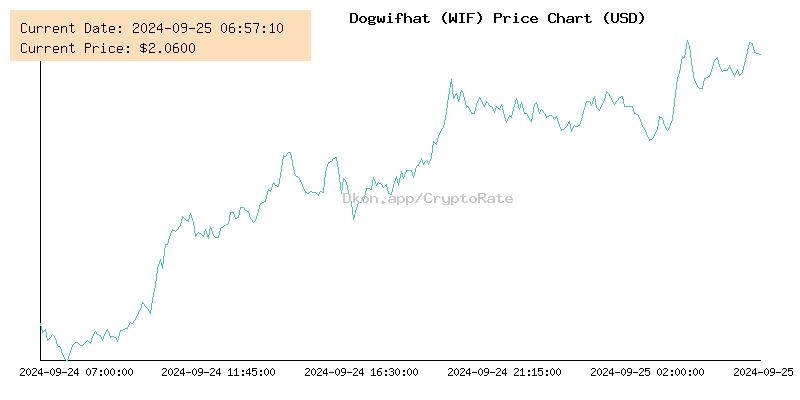 Dogwifhat (WIF) Price Chart (USD)
Current Date: 2024-09-25 06:57:10
Current Price: $2.0600
Dkon.app/CryptoRate
2024-09-24 07:00:00 2024-09-24 11:45:00 2024-09-24 16:30:00 2024-09-24 21:15:00 2024-09-25 02:00:00 2024-09-25